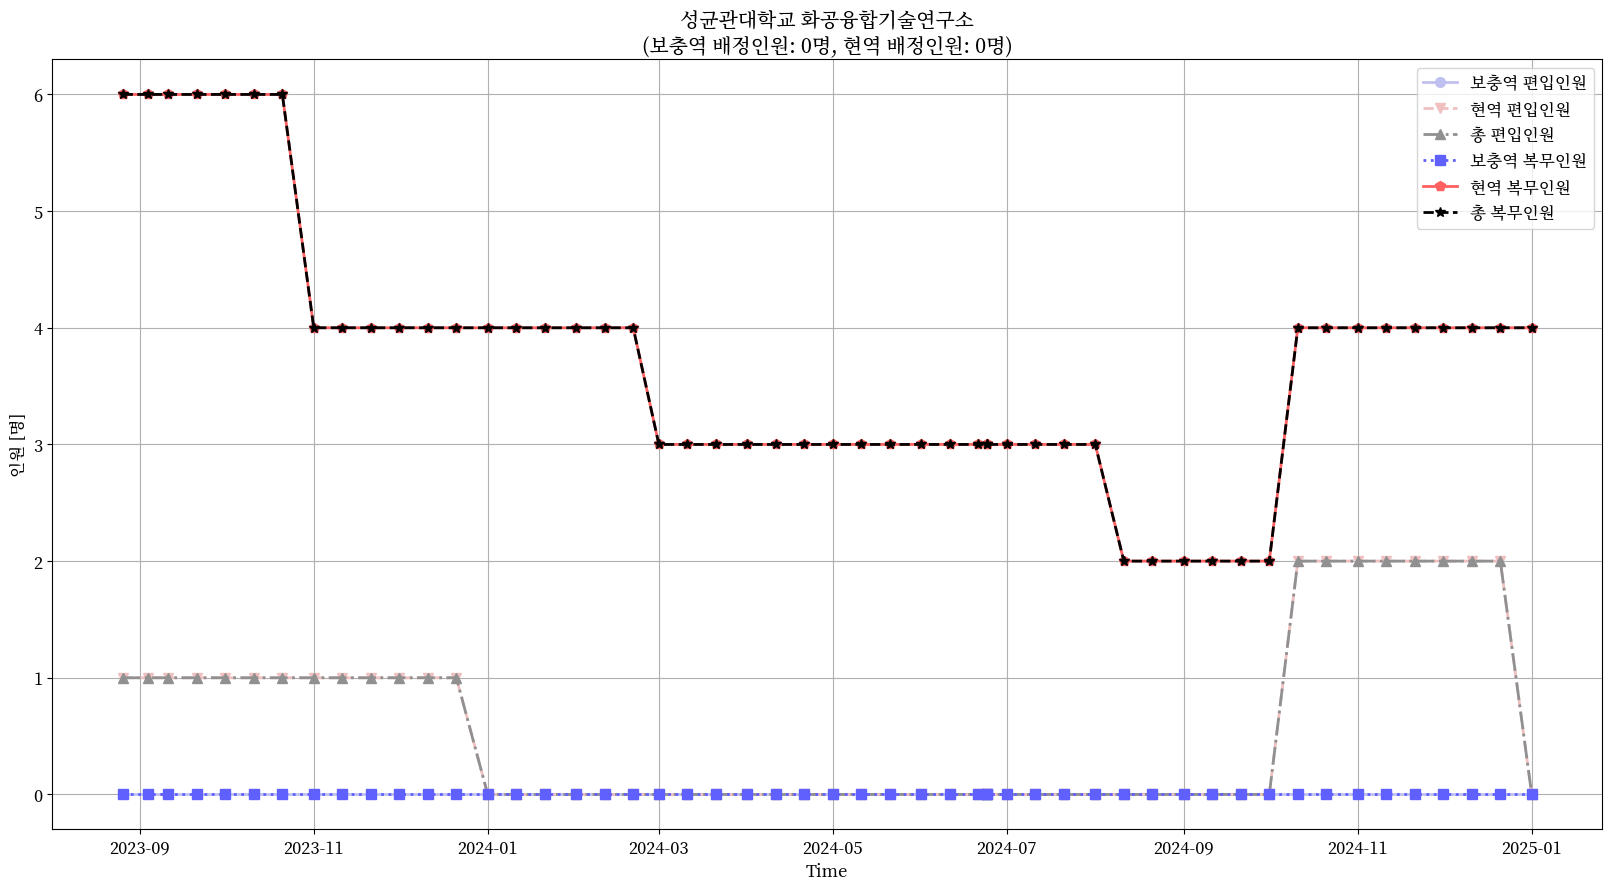 성균관대학교 화공융합기술연구소
(보충역 배정인원: 0명, 현역 배정인원: 0명)
보충역 편입인원
현역 편입인원
총 편입인원
보충역 복무인원
현역 복무인원
총 복무인원
인원 [명]
6
5
4
3
2
1
0
2023-09
2023-11
2024-01
2024-03
2024-05
2024-07
2024-09
2024-11
2025-01
Time